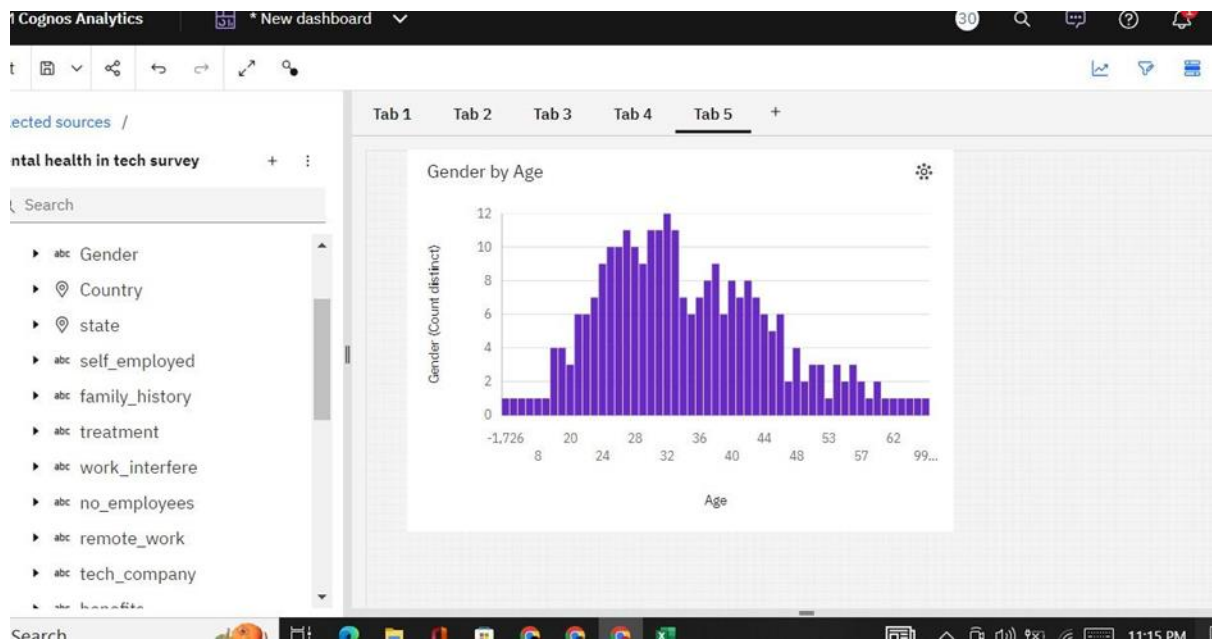 Cognos Analytics
* New dashboard
30
ected sources /
ntal health in tech survey
Search
abc Gender
Country
state
abc self_employed
abc family_history
abc treatment
abc work_interfere
abc no_employees
abc remote_work
abc tech_company
Tab 1 Tab 2 Tab 3 Tab 4 Tab 5 +
Gender by Age
Gender (Count distinct)
12
10
8
6
4
2
0
-1,726 20 28 36 44 53 62
8 24 32 40 48 57 99...
Age
Search
11:15 PM